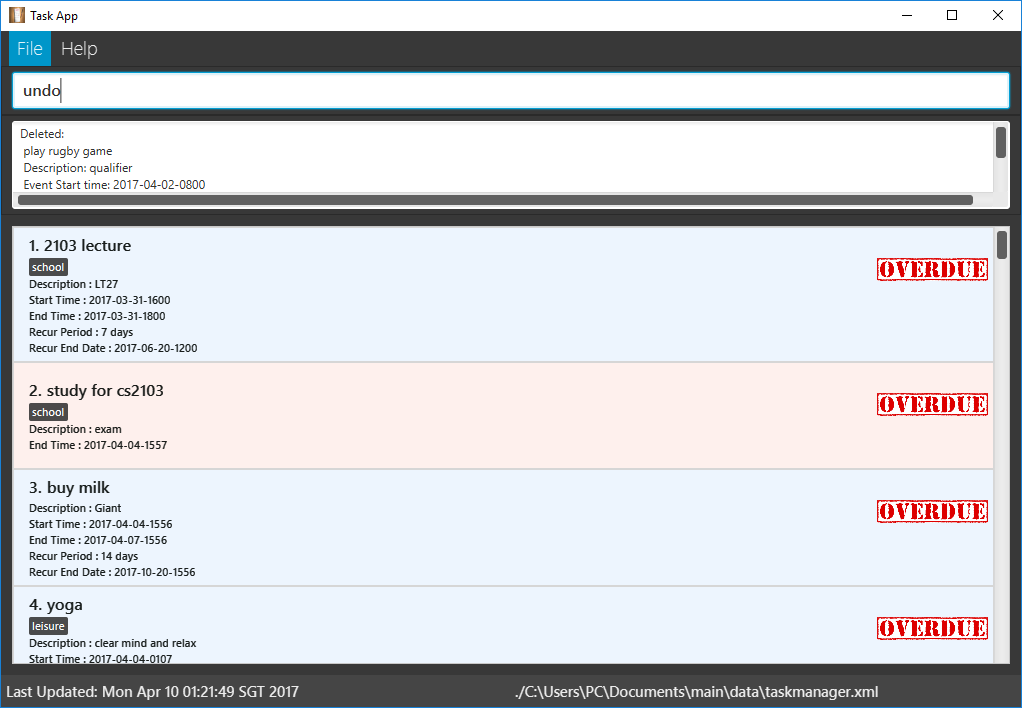 Task App
File Help
undo
Deleted:
play rugby game
Description: qualifier
Event Start time: 2017-04-02-0800
1. 2103 lecture
school
OVERDUE
Description : LT27
Start Time : 2017-03-31-1600
End Time : 2017-03-31-1800
Recur Period : 7 days
Recur End Date : 2017-06-20-1200
2. study for cs2103
school
OVERDUE
Description : exam
End Time : 2017-04-04-1557
3. buy milk
OVERDUE
Description : Giant
Start Time : 2017-04-04-1556
End Time : 2017-04-07-1556
Recur Period : 14 days
Recur End Date : 2017-10-20-1556
4. yoga
leisure
OVERDUE
Description : clear mind and relax
Start Time : 2017-04-04-0107
Last Updated: Mon Apr 10 01:21:49 SGT 2017
./C:\Users\PC\Documents\main\data\taskmanager.xml